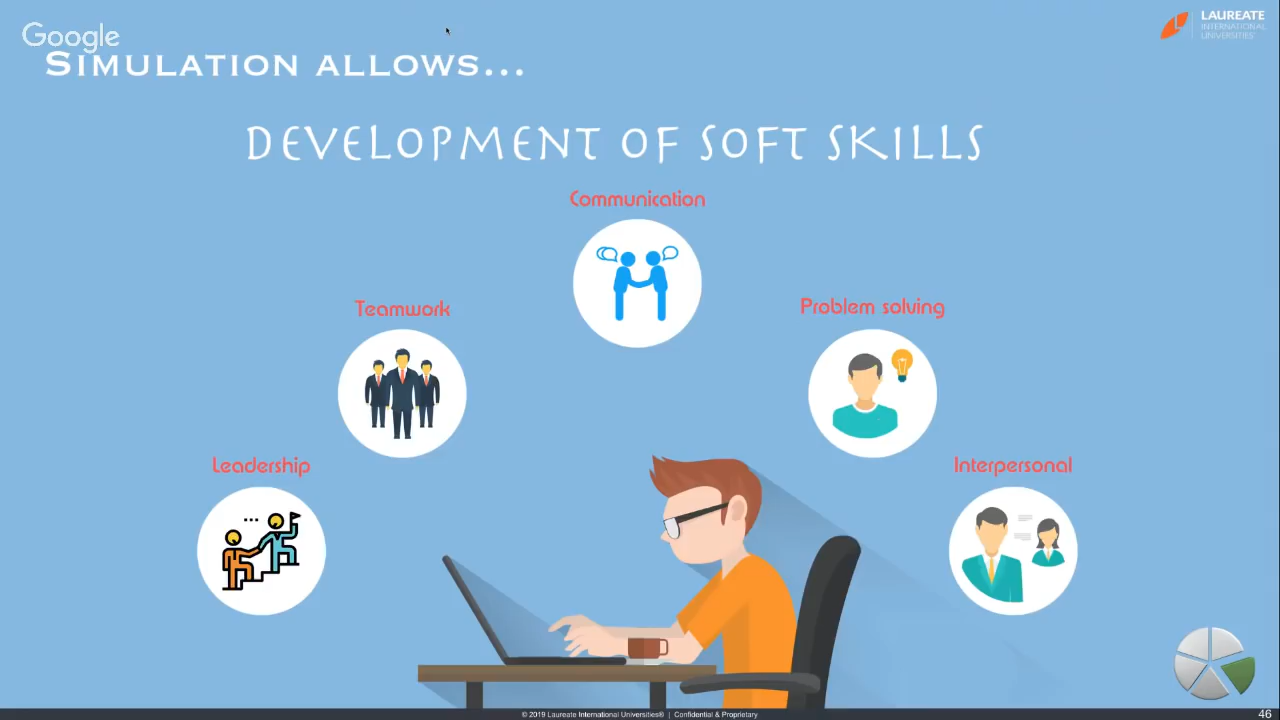 Google
LAUREATE
INTERNATIONAL
UNIVERSITIES®
SIMULATION ALLOWS...
DEVELOPMENT OF SOFT SKILLS
Communication
Teamwork
Problem solving
Leadership
Interpersonal
© 2019 Laureate International Universities® | Confidential & Proprietary
46